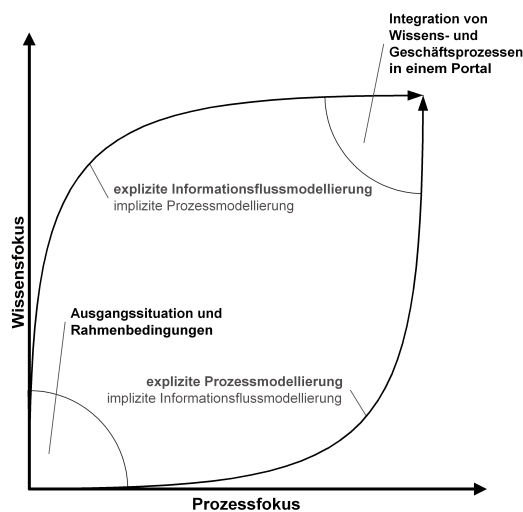 Integration von
Wissens- und
Geschäftsprozessen
in einem Portal
explizite Informationsflussmodellierung
implizite Prozessmodellierung
Wissensfokus
Ausgangssituation und
Rahmenbedingungen
explizite Prozessmodellierung
implizite Informationsflussmodellierung
Prozessfokus